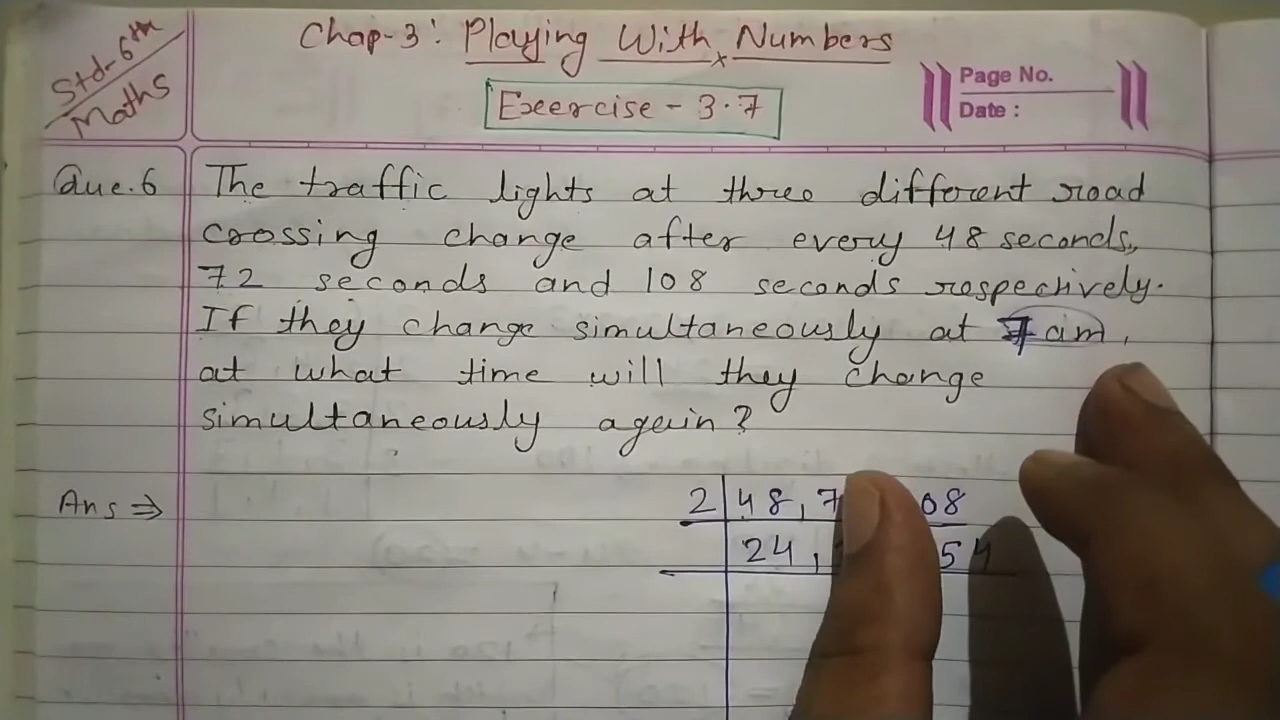 Std-6th
Maths
Chap-3: Playing With Numbers
Exercise - 3.7
Page No.
Date :
Que.6 The traffic lights at three different road
crossing change after every 48 seconds,
72 seconds and 108 seconds respectively.
If they change simultaneously at 7 am,
at what time will they change
simultaneously again?
Ans ⇒ 2 48, 7 08
24, 54